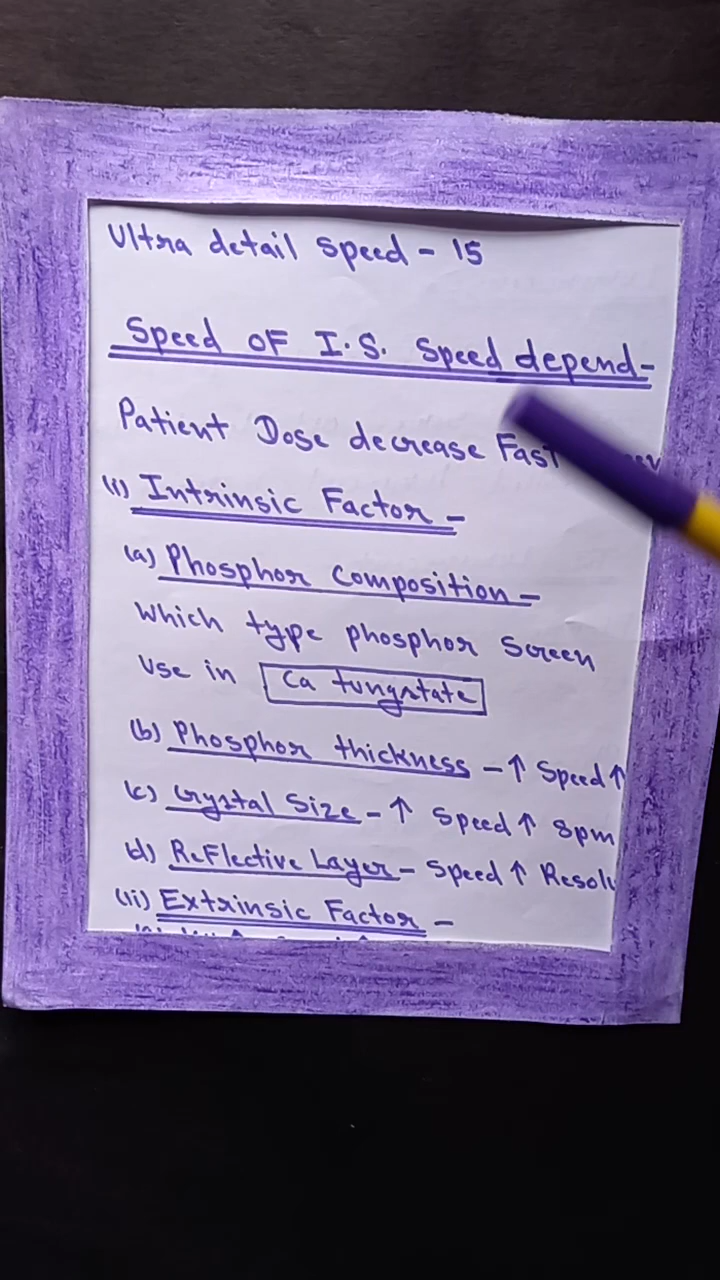 Ultra detail speed - 15
Speed OF I.S. Speed depend-
Patient Dose decrease Fast
(i) Intrinsic Factor -
(a) Phosphor Composition -
Which type phosphor Screen
Use in Ca tungstate
(b) Phosphor thickness - ↑ Speed ↑
(c) Crystal Size - ↑ Speed ↑ 8pm
d) Reflective Layer - Speed ↑ Resolu
(ii) Extrinsic Factor -